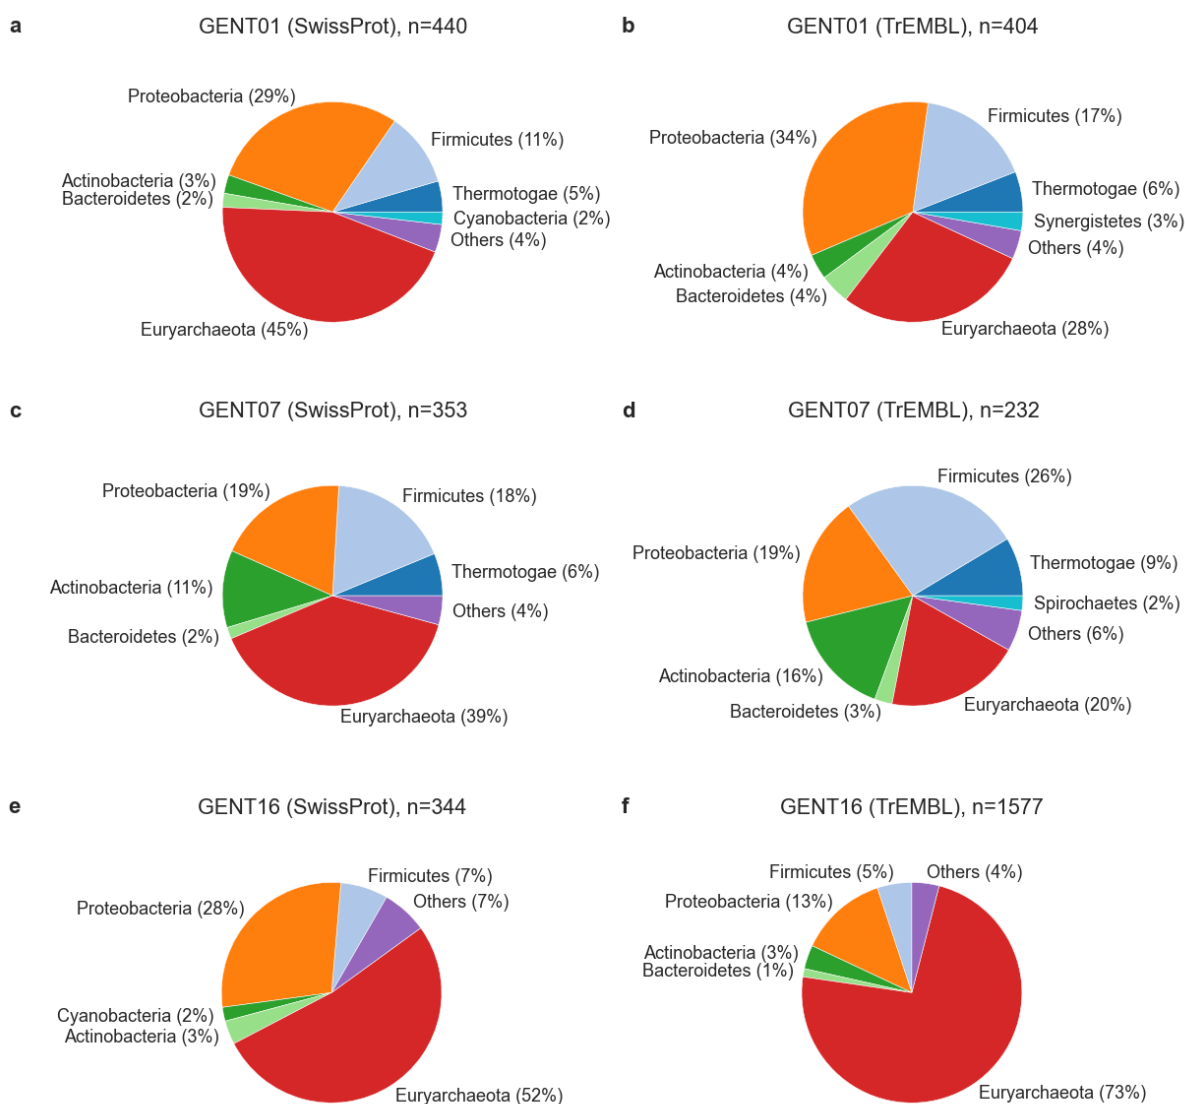 a
GENT01 (SwissProt), n=440
Proteobacteria (29%)
Firmicutes (11%)
Actinobacteria (3%)
Bacteroidetes (2%)
Thermotogae (5%)
Cyanobacteria (2%)
Others (4%)
Euryarchaeota (45%)
b
GENT01 (TrEMBL), n=404
Firmicutes (17%)
Proteobacteria (34%)
Thermotogae (6%)
Synergistetes (3%)
Others (4%)
Actinobacteria (4%)
Bacteroidetes (4%)
Euryarchaeota (28%)
c
GENT07 (SwissProt), n=353
Proteobacteria (19%)
Firmicutes (18%)
Thermotogae (6%)
Actinobacteria (11%)
Others (4%)
Bacteroidetes (2%)
Euryarchaeota (39%)
d
GENT07 (TrEMBL), n=232
Firmicutes (26%)
Proteobacteria (19%)
Thermotogae (9%)
Spirochaetes (2%)
Others (6%)
Actinobacteria (16%)
Euryarchaeota (20%)
Bacteroidetes (3%)
e
GENT16 (SwissProt), n=344
Firmicutes (7%)
Others (7%)
Proteobacteria (28%)
Cyanobacteria (2%)
Actinobacteria (3%)
Euryarchaeota (52%)
f
GENT16 (TrEMBL), n=1577
Firmicutes (5%)
Others (4%)
Proteobacteria (13%)
Actinobacteria (3%)
Bacteroidetes (1%)
Euryarchaeota (73%)